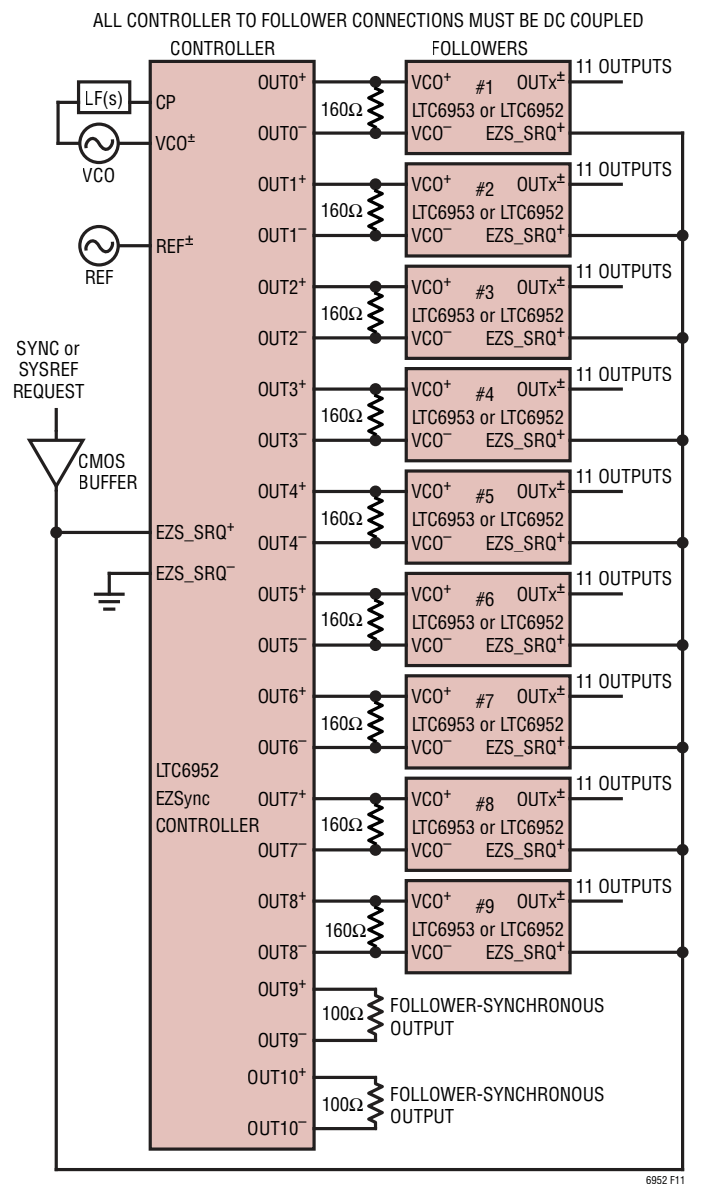 ALL CONTROLLER TO FOLLOWER CONNECTIONS MUST BE DC COUPLED
CONTROLLER
FOLLOWERS
LF(s)
CP
VCO±
VCO
REF±
REF
SYNC or
SYSREF
REQUEST
CMOS
BUFFER
EZS_SRQ+
EZS_SRQ–
LTC6952
EZSync
CONTROLLER
OUT0+
160Ω
OUT0–
VCO+ #1 OUTx±
LTC6953 or LTC6952
VCO– EZS_SRQ+
11 OUTPUTS
OUT1+
160Ω
OUT1–
VCO+ #2 OUTx±
LTC6953 or LTC6952
VCO– EZS_SRQ+
11 OUTPUTS
OUT2+
160Ω
OUT2–
VCO+ #3 OUTx±
LTC6953 or LTC6952
VCO– EZS_SRQ+
11 OUTPUTS
OUT3+
160Ω
OUT3–
VCO+ #4 OUTx±
LTC6953 or LTC6952
VCO– EZS_SRQ+
11 OUTPUTS
OUT4+
160Ω
OUT4–
VCO+ #5 OUTx±
LTC6953 or LTC6952
VCO– EZS_SRQ+
11 OUTPUTS
OUT5+
160Ω
OUT5–
VCO+ #6 OUTx±
LTC6953 or LTC6952
VCO– EZS_SRQ+
11 OUTPUTS
OUT6+
160Ω
OUT6–
VCO+ #7 OUTx±
LTC6953 or LTC6952
VCO– EZS_SRQ+
11 OUTPUTS
OUT7+
160Ω
OUT7–
VCO+ #8 OUTx±
LTC6953 or LTC6952
VCO– EZS_SRQ+
11 OUTPUTS
OUT8+
160Ω
OUT8–
VCO+ #9 OUTx±
LTC6953 or LTC6952
VCO– EZS_SRQ+
11 OUTPUTS
OUT9+
100Ω
OUT9–
FOLLOWER-SYNCHRONOUS
OUTPUT
OUT10+
100Ω
OUT10–
FOLLOWER-SYNCHRONOUS
OUTPUT
6952 F11